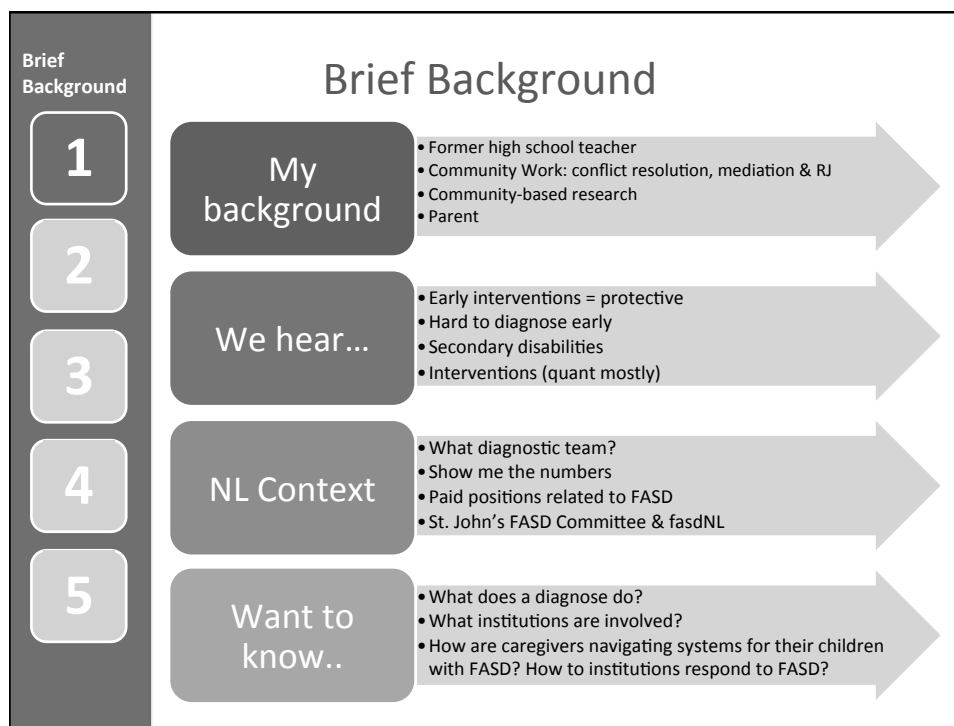 Brief
Background
1
2
3
4
5
Brief Background
My
background
• Former high school teacher
• Community Work: conflict resolution, mediation & RJ
• Community-based research
• Parent
We hear…
• Early interventions = protective
• Hard to diagnose early
• Secondary disabilities
• Interventions (quant mostly)
NL Context
• What diagnostic team?
• Show me the numbers
• Paid positions related to FASD
• St. John’s FASD Committee & fasdNL
Want to
know..
• What does a diagnose do?
• What institutions are involved?
• How are caregivers navigating systems for their children
with FASD? How to institutions respond to FASD?